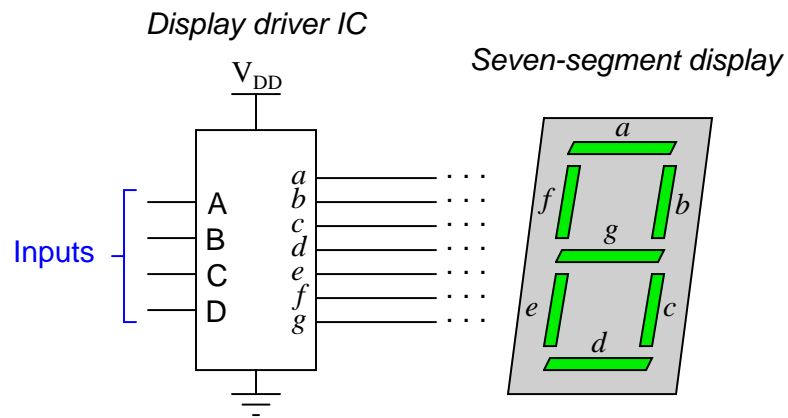 Display driver IC
Seven-segment display
VDD
Inputs
A
B
C
D
a
b
c
d
e
f
g
a
f
b
g
e
c
d